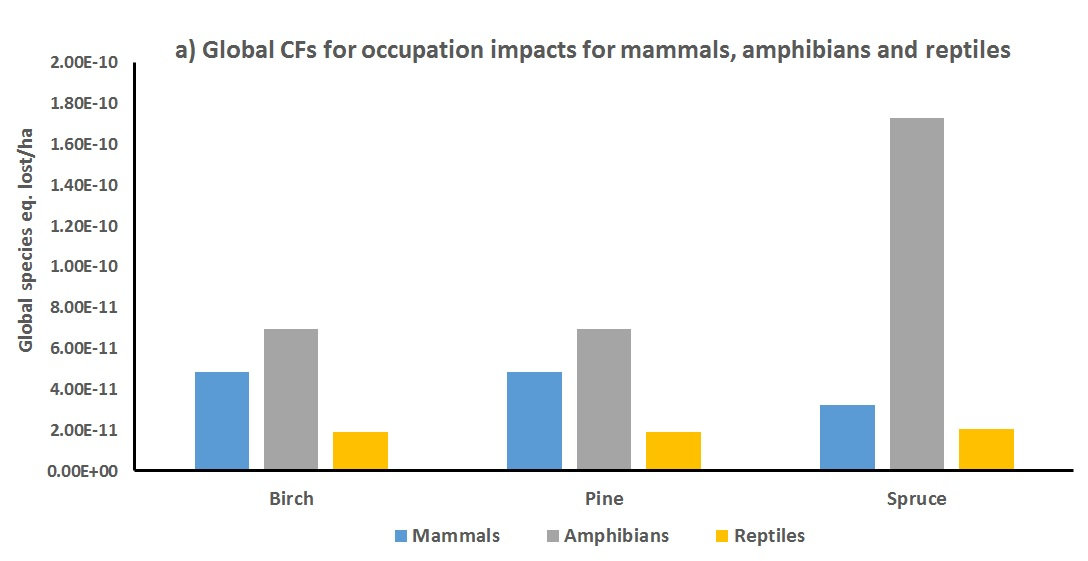 a) Global CFs for occupation impacts for mammals, amphibians and reptiles
Global species eq. lost/ha
2.00E-10
1.80E-10
1.60E-10
1.40E-10
1.20E-10
1.00E-10
8.00E-11
6.00E-11
4.00E-11
2.00E-11
0.00E+00
Birch Pine Spruce
Mammals Amphibians Reptiles